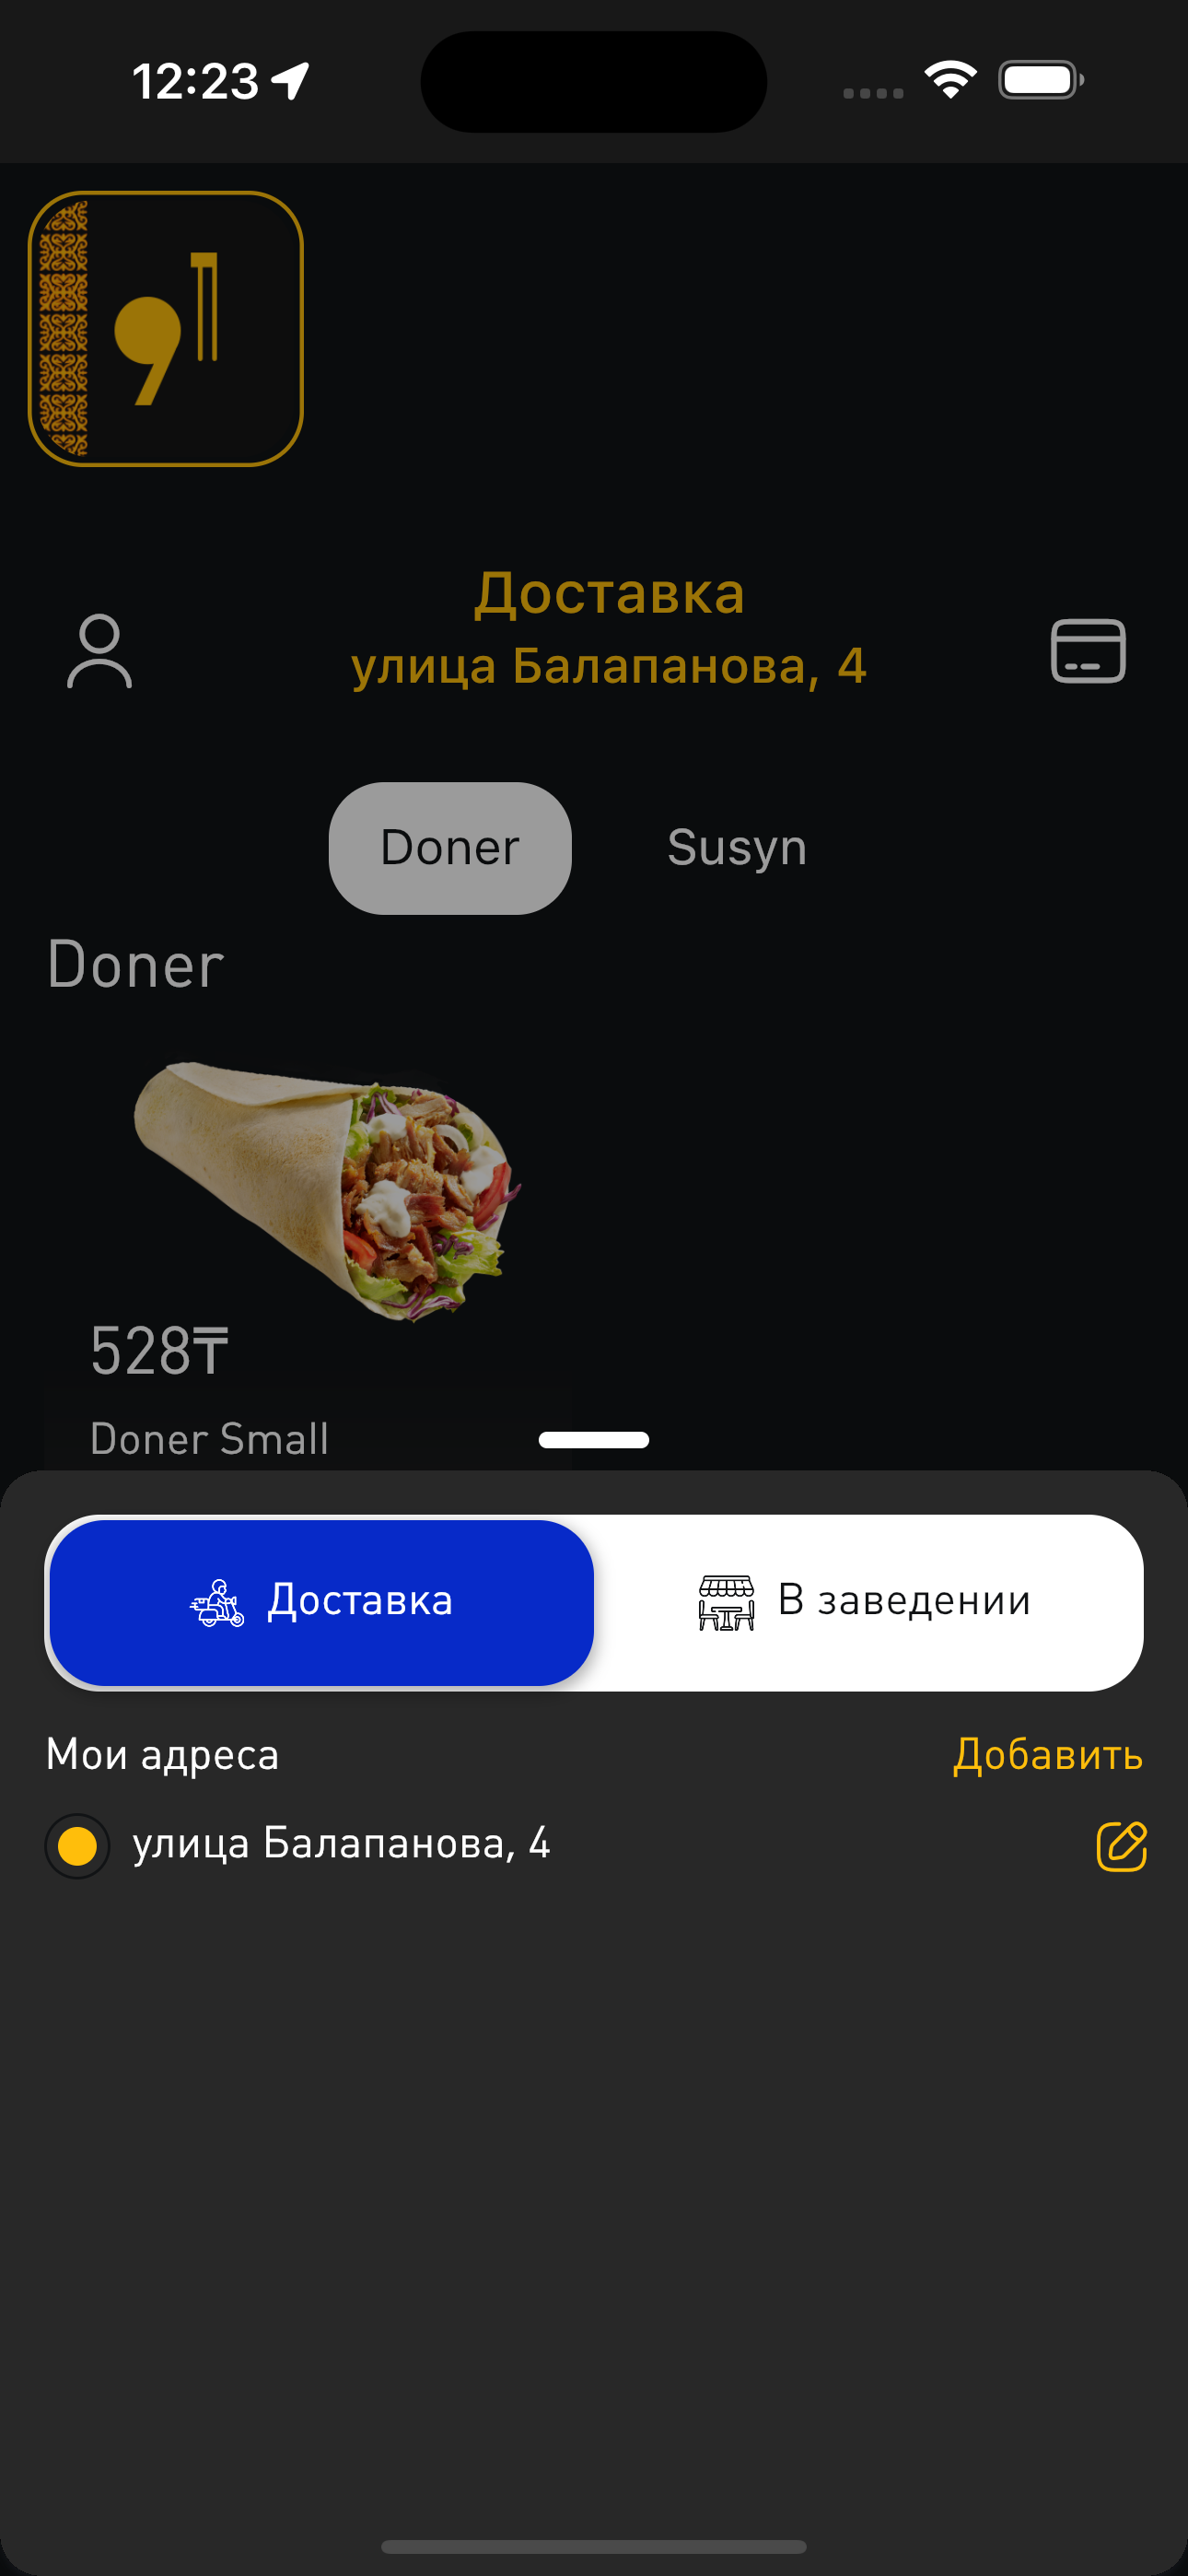 12:23
Доставка
улица Балапанова, 4
Doner
Susyn
Doner
528₸
Doner Small
Доставка
В заведении
Мои адреса
Добавить
улица Балапанова, 4